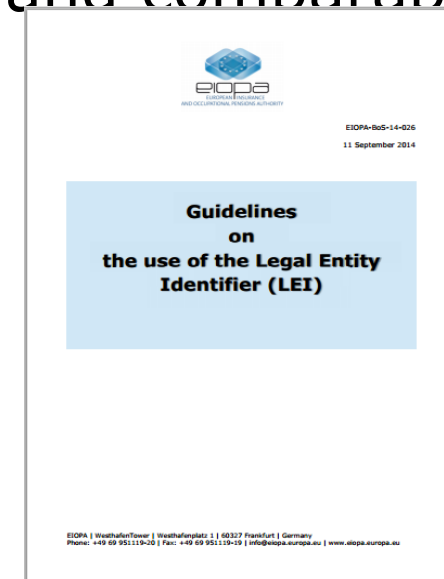 and comparab
eiopa
EUROPEAN INSURANCE
AND OCCUPATIONAL PENSIONS AUTHORITY
EIOPA-BoS-14-026
11 September 2014
Guidelines
on
the use of the Legal Entity
Identifier (LEI)
EIOPA | WesthafenTower | Westhafenplatz 1 | 60327 Frankfurt | Germany
Phone: +49 69 951119-20 | Fax: +49 69 951119-19 | info@eiopa.europa.eu | www.eiopa.europa.eu